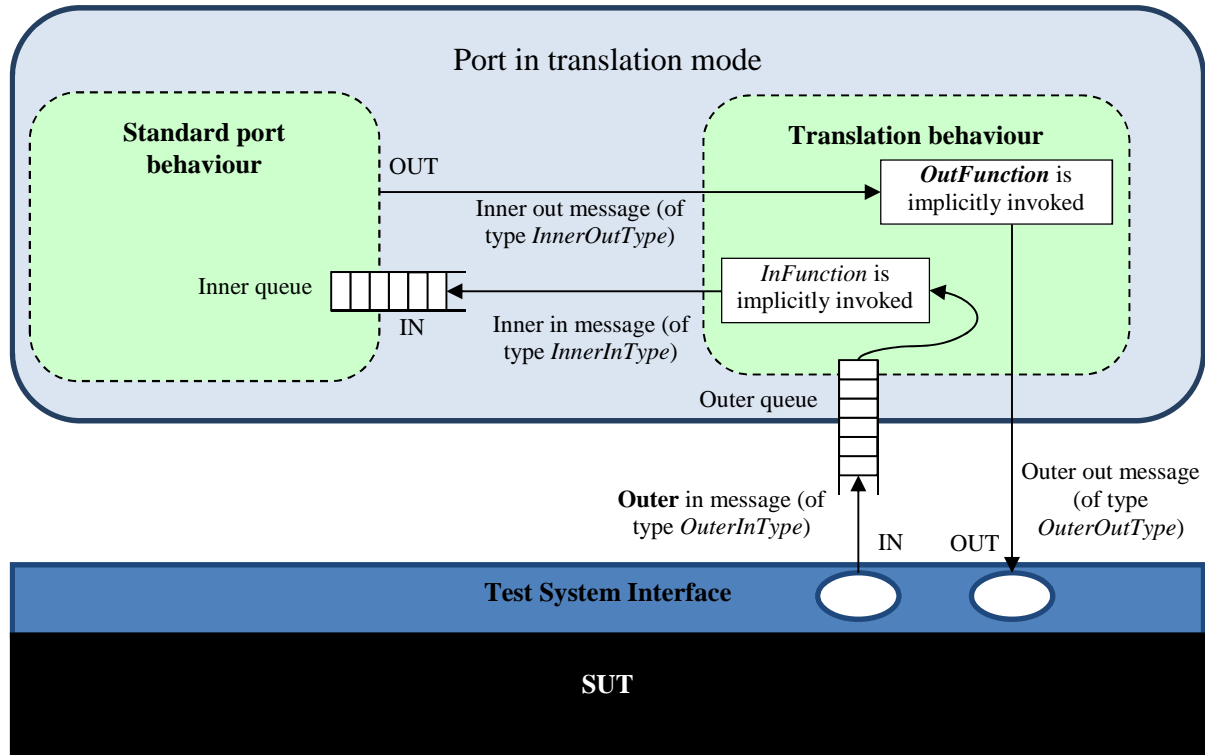 Port in translation mode
Standard port
behaviour
OUT
Translation behaviour
OutFunction is
implicitly invoked
Inner out message (of
type InnerOutType)
Inner queue
InFunction is
implicitly invoked
IN
Inner in message (of
type InnerInType)
Outer queue
Outer in message (of
type OuterInType)
IN
OUT
Outer out message
(of type
OuterOutType)
Test System Interface
SUT